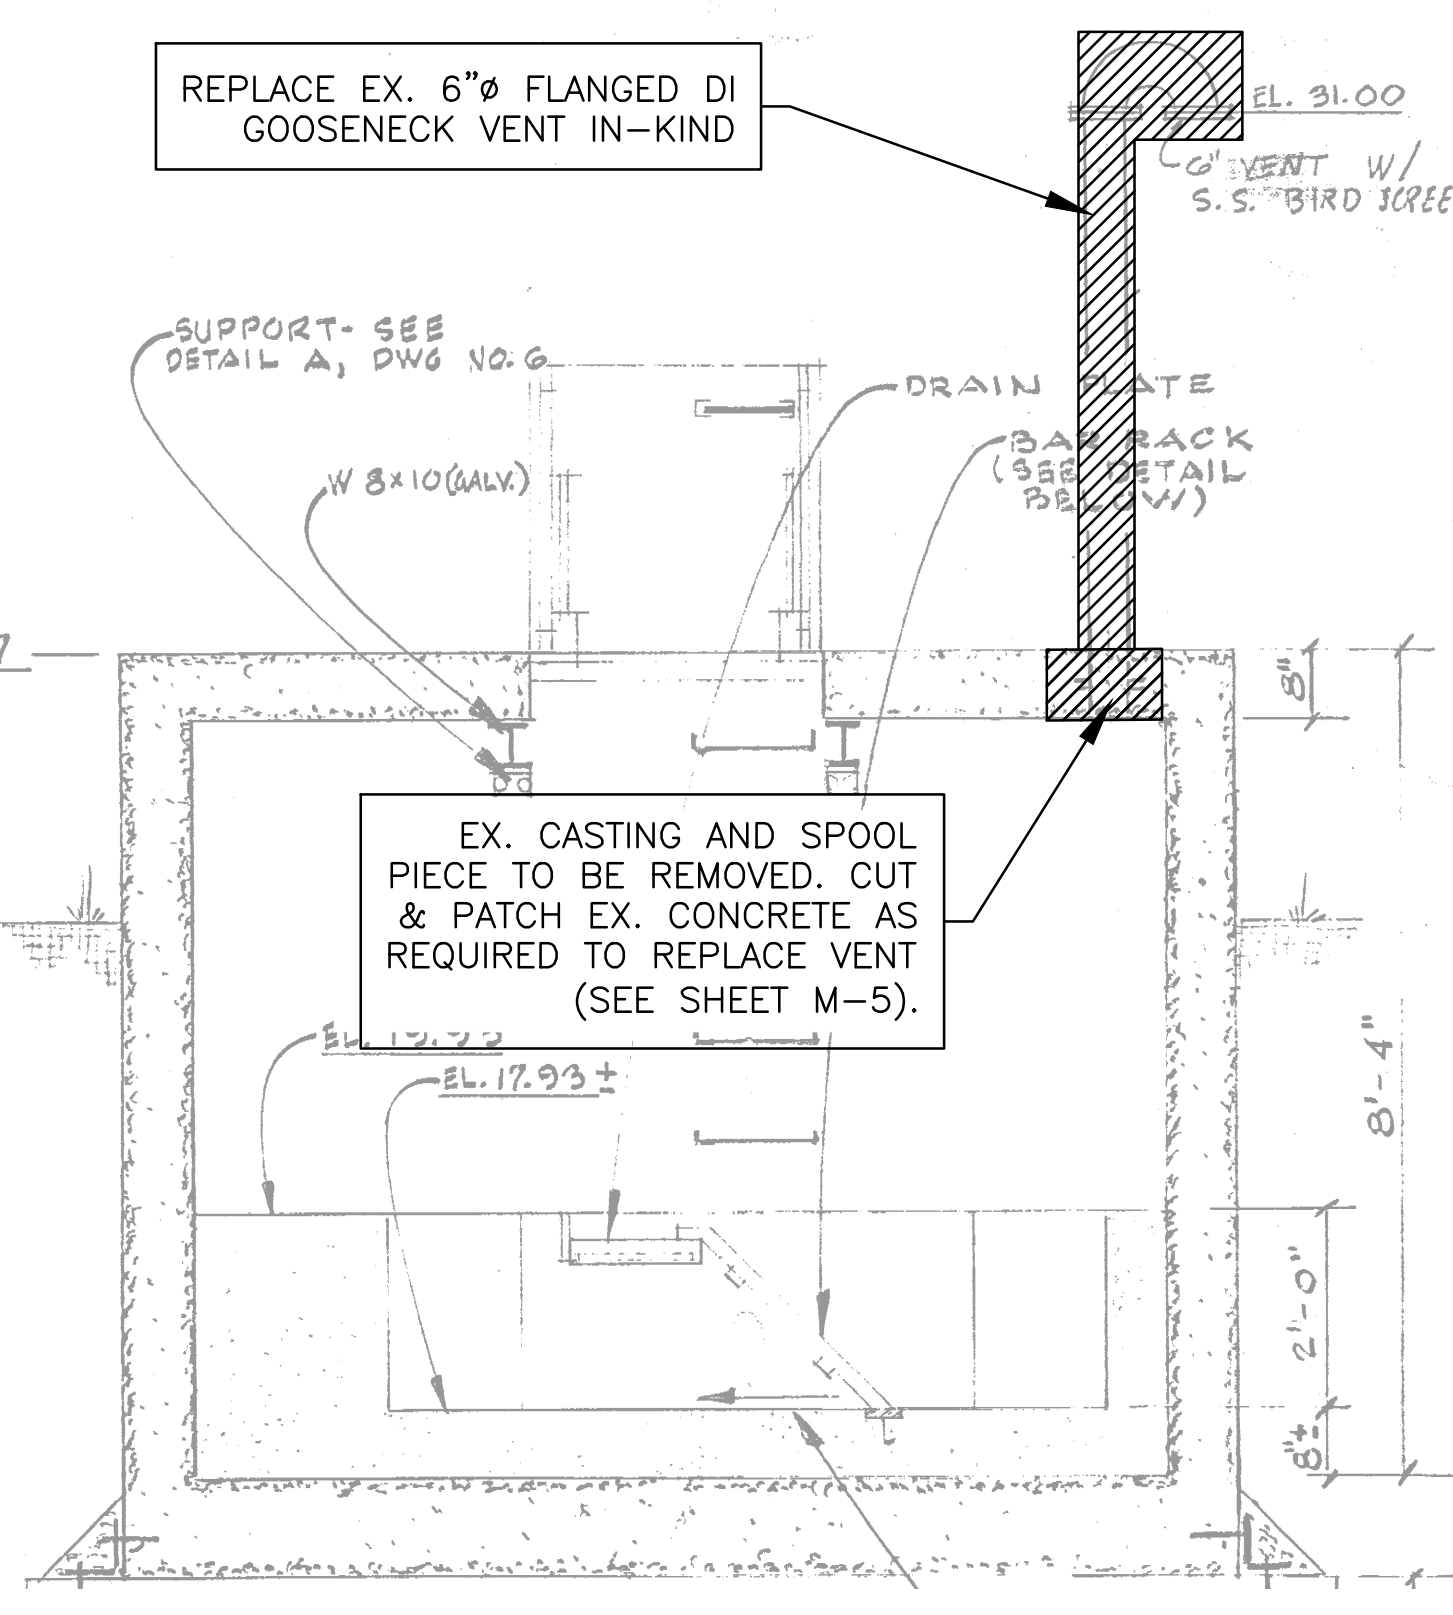 REPLACE EX. 6"ø FLANGED DI
GOOSENECK VENT IN-KIND
EL. 31.00
6" VENT W/
S.S. BIRD SCREE
SUPPORT- SEE
DETAIL A, DWG NO. 6
DRAIN PLATE
W 8x10(GALV.)
BAR RACK
(SEE DETAIL
BELOW)
8"
EX. CASTING AND SPOOL
PIECE TO BE REMOVED. CUT
& PATCH EX. CONCRETE AS
REQUIRED TO REPLACE VENT
(SEE SHEET M-5).
EL. 19.93
EL. 17.93 ±
8'-4"
2'-0"
8"±